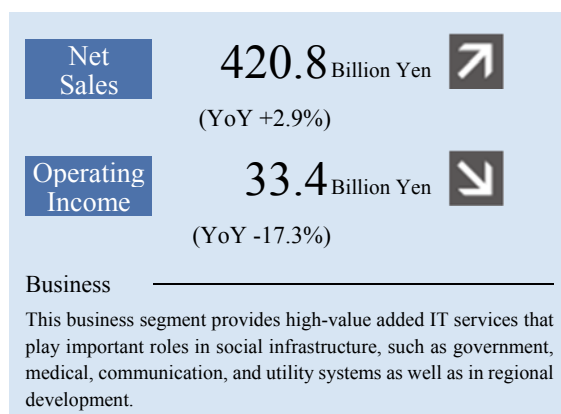 Net
Sales
420.8 Billion Yen
(YoY +2.9%)
Operating
Income
33.4 Billion Yen
(YoY -17.3%)
Business
This business segment provides high-value added IT services that
play important roles in social infrastructure, such as government,
medical, communication, and utility systems as well as in regional
development.